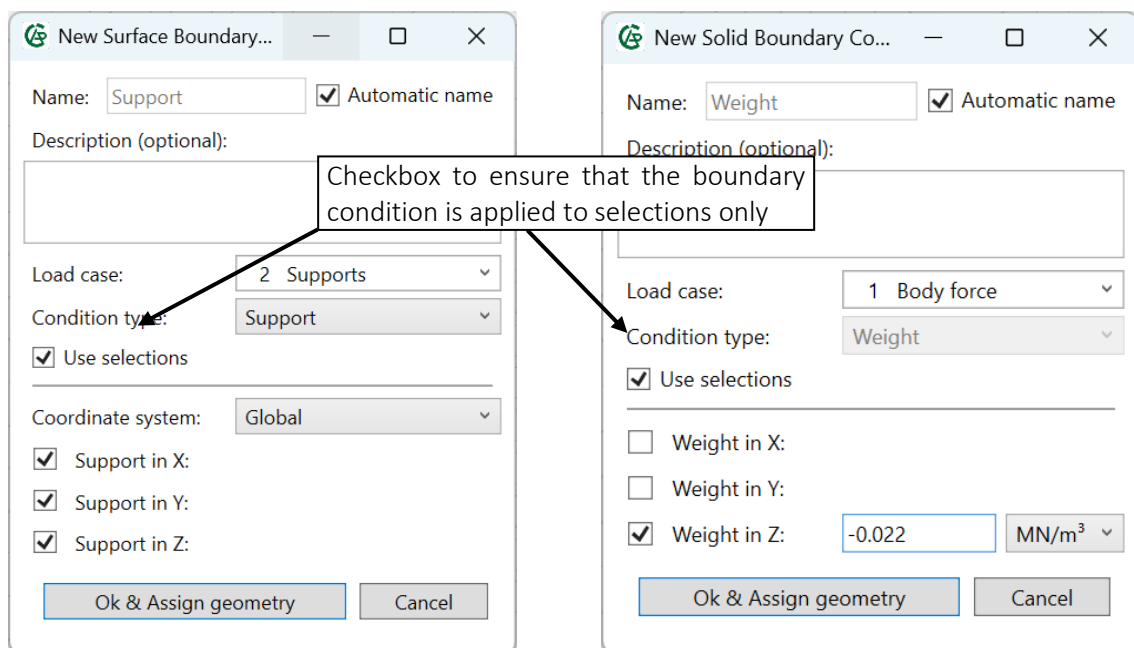 New Surface Boundary...
Name: Support Automatic name
Description (optional):
Load case: 2 Supports
Condition type: Support
Use selections
Coordinate system: Global
Support in X:
Support in Y:
Support in Z:
Ok & Assign geometry Cancel
Checkbox to ensure that the boundary
condition is applied to selections only
New Solid Boundary Co...
Name: Weight Automatic name
Description (optional):
Load case: 1 Body force
Condition type: Weight
Use selections
Weight in X:
Weight in Y:
Weight in Z: -0.022 MN/m³
Ok & Assign geometry Cancel